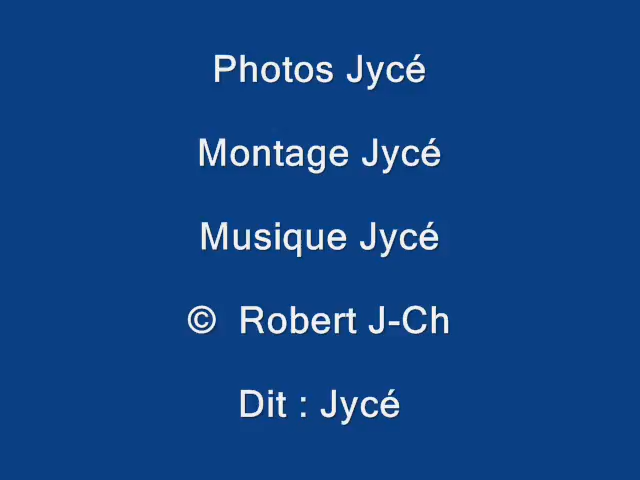 Photos Jycé
Montage Jycé
Musique Jycé
©  Robert J-Ch
Dit : Jycé